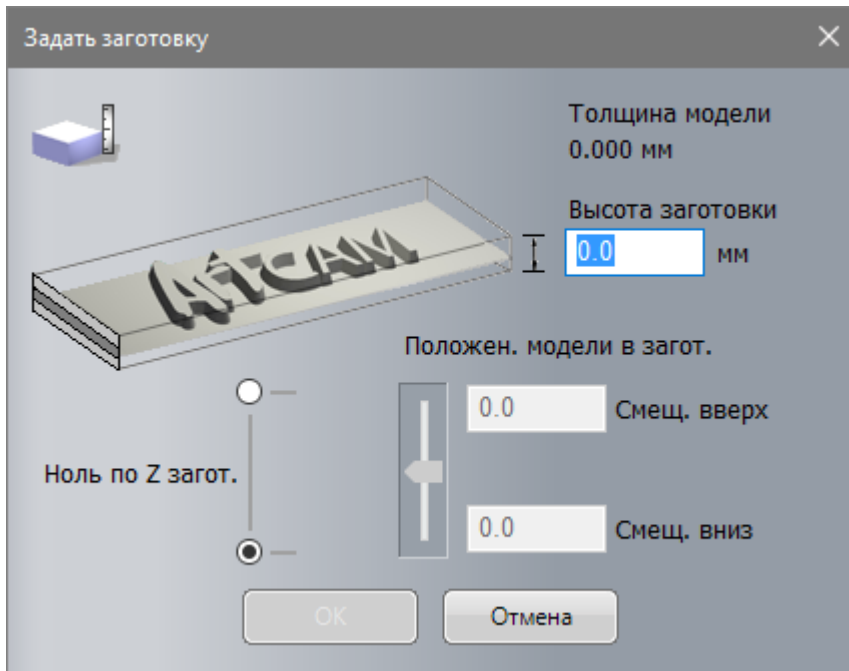 Задать заготовку
Толщина модели
0.000 мм
Высота заготовки
0.0 мм
ArtCAM
Положен. модели в загот.
0.0 Смещ. вверх
Ноль по Z загот.
0.0 Смещ. вниз
OK Отмена